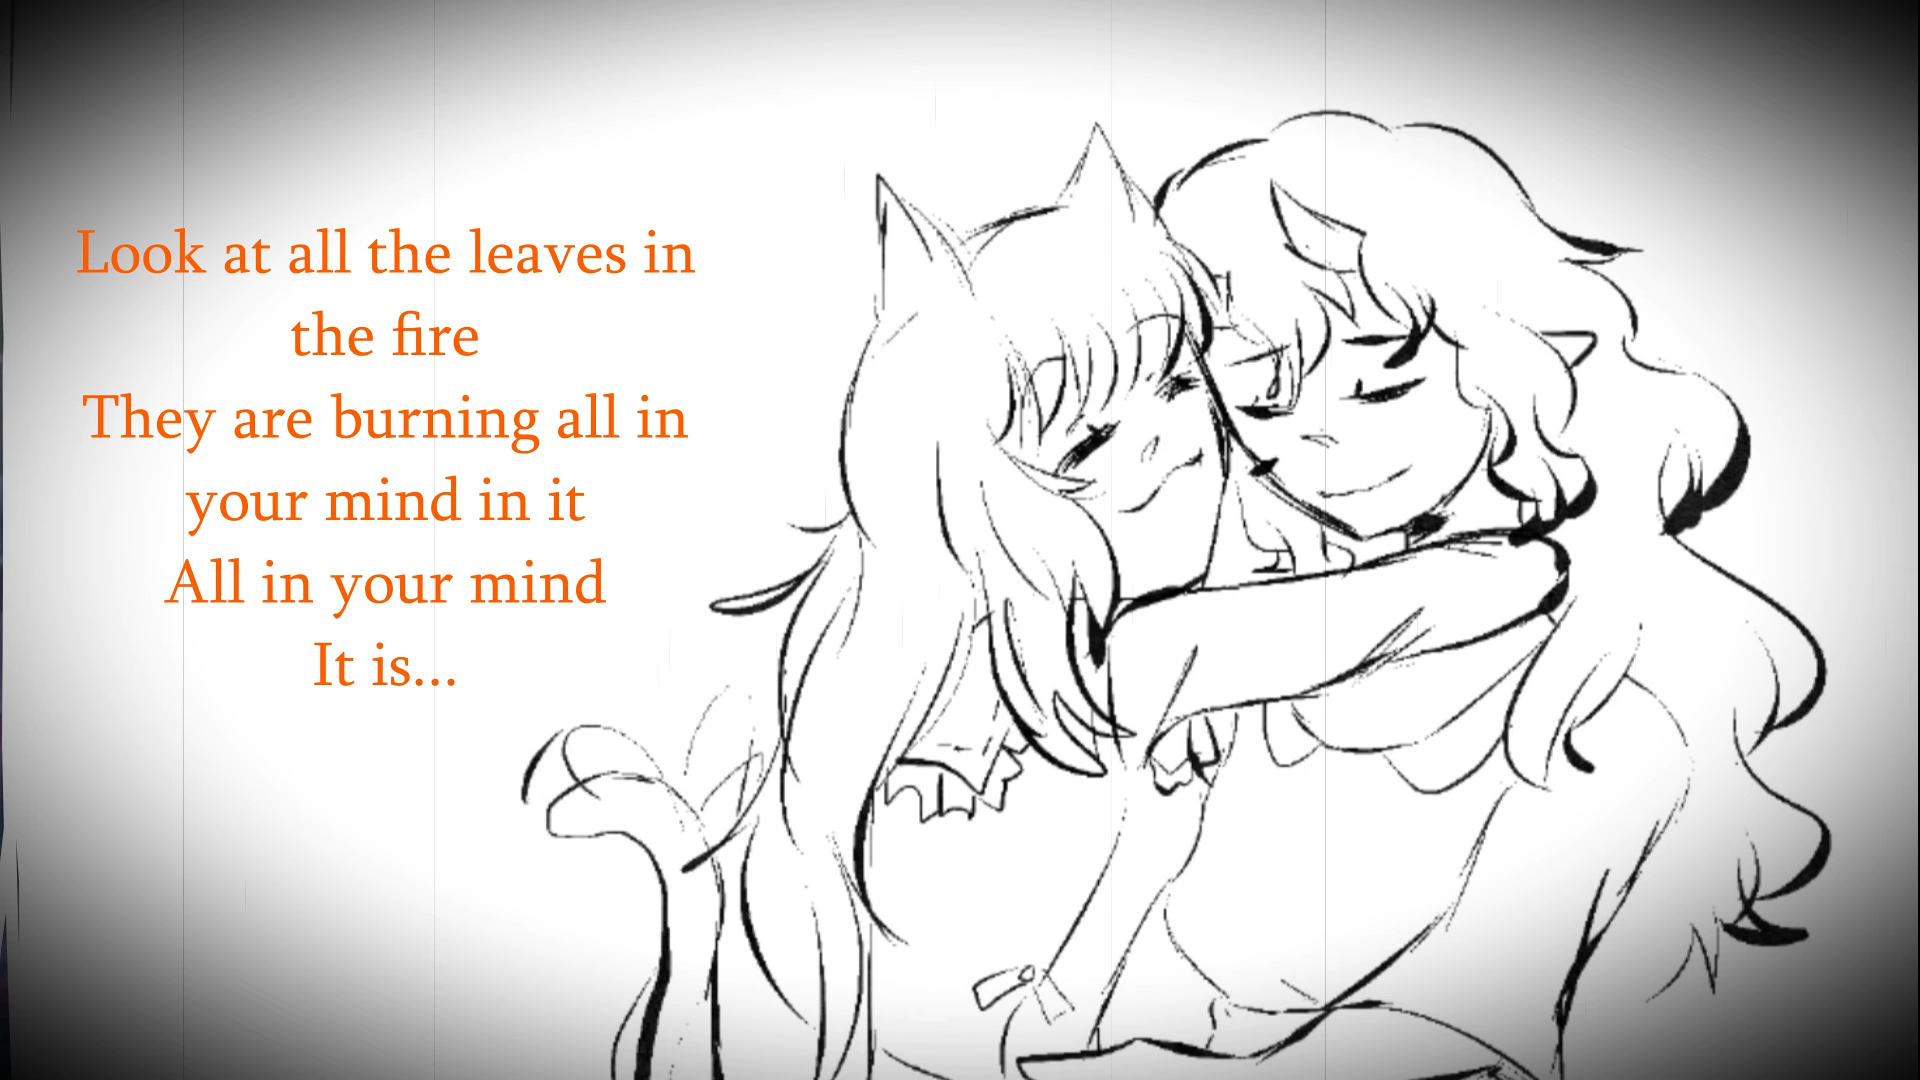 Look at all the leaves in
the fire
They are burning all in
your mind in it
All in your mind
It is...